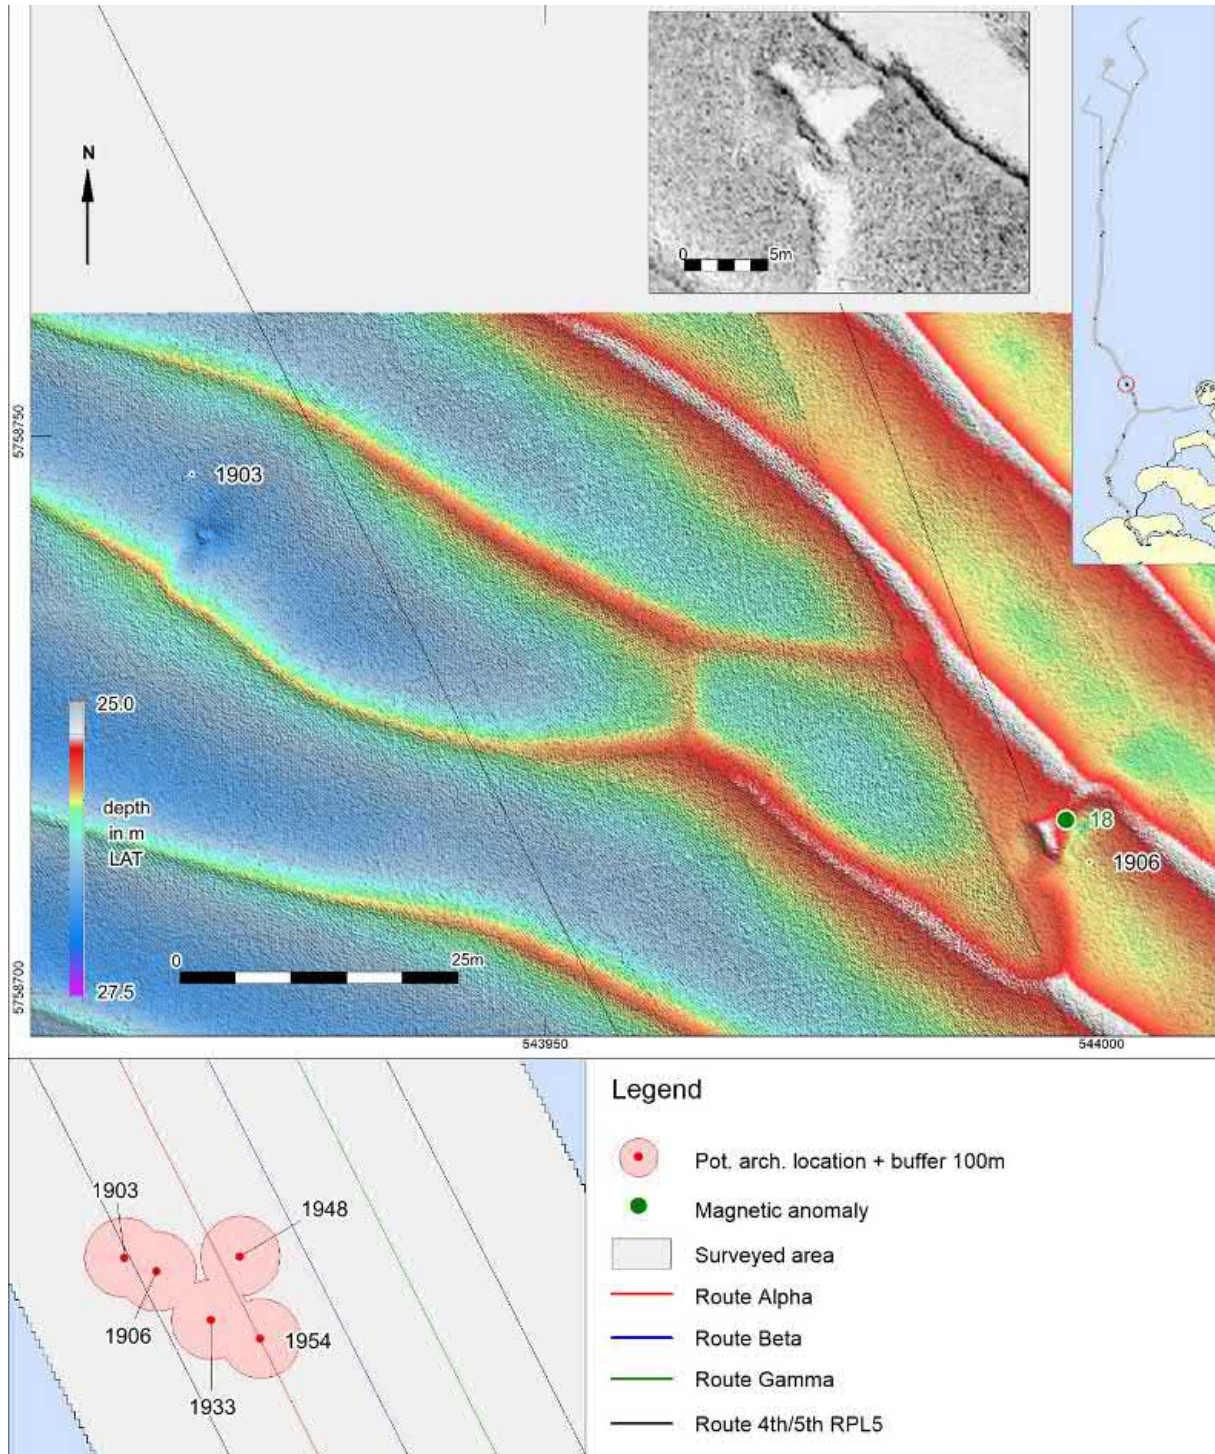 N
0
5m
5758750
1903
25.0
depth
in m
LAT
27.5
18
1906
0
25m
5758700
543950
544000
1903
1948
1906
1954
1933
Legend
Pot. arch. location + buffer 100m
Magnetic anomaly
Surveyed area
Route Alpha
Route Beta
Route Gamma
Route 4th/5th RPL5